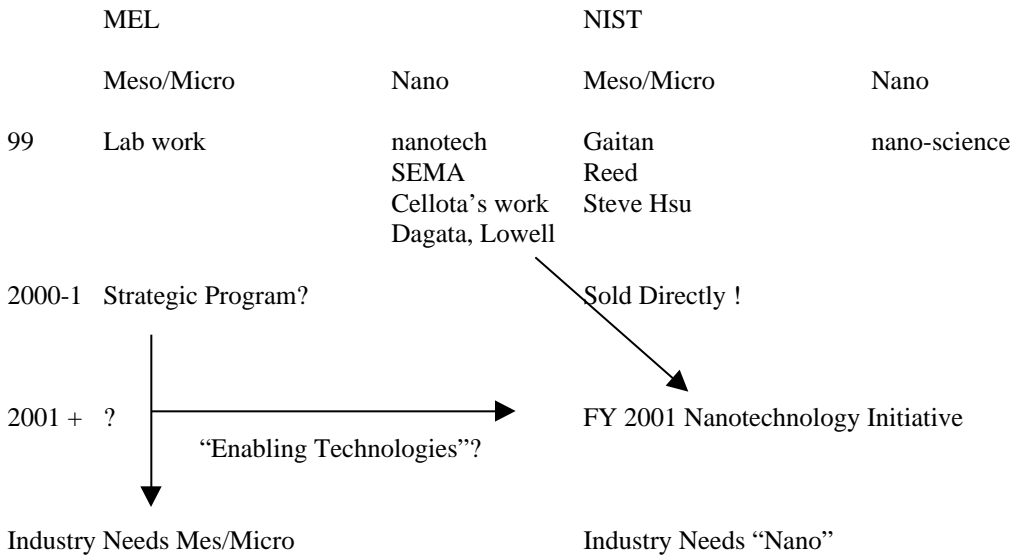 MEL NIST
Meso/Micro Nano Meso/Micro Nano
99 Lab work nanotech Gaitan nano-science
SEMA Reed
Cellota’s work Steve Hsu
Dagata, Lowell
2000-1 Strategic Program? Sold Directly !
2001 + ? FY 2001 Nanotechnology Initiative
“Enabling Technologies”?
Industry Needs Mes/Micro Industry Needs “Nano”